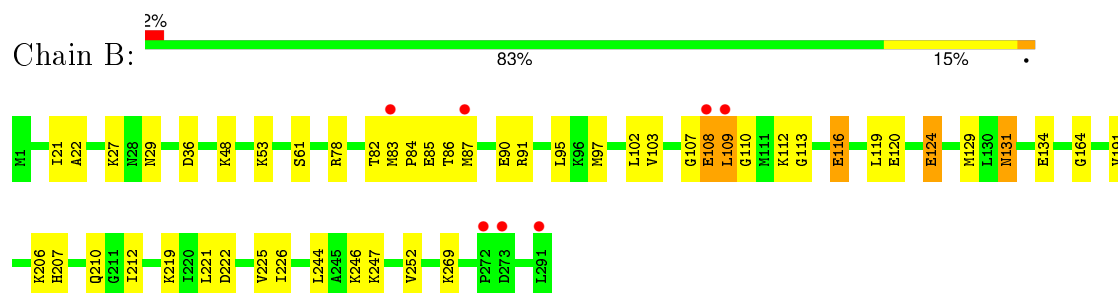 2%
Chain B:
83% 15% •
M1 I21 A22 K27 N28 N29 D36 K48 K53 S61 R78 T82 M83 P84 E85 T86 M87 E90 R91 L95 K96 M97 L102 V103 G107 E108 L109 G110 M111 K112 G113 E116 L119 E120 E124 M129 L130 N131 E134 G164 V191
K206 H207 Q210 G211 I212 K219 I220 L221 D222 V225 I226 L244 A245 K246 K247 V252 K269 P272 D273 L291